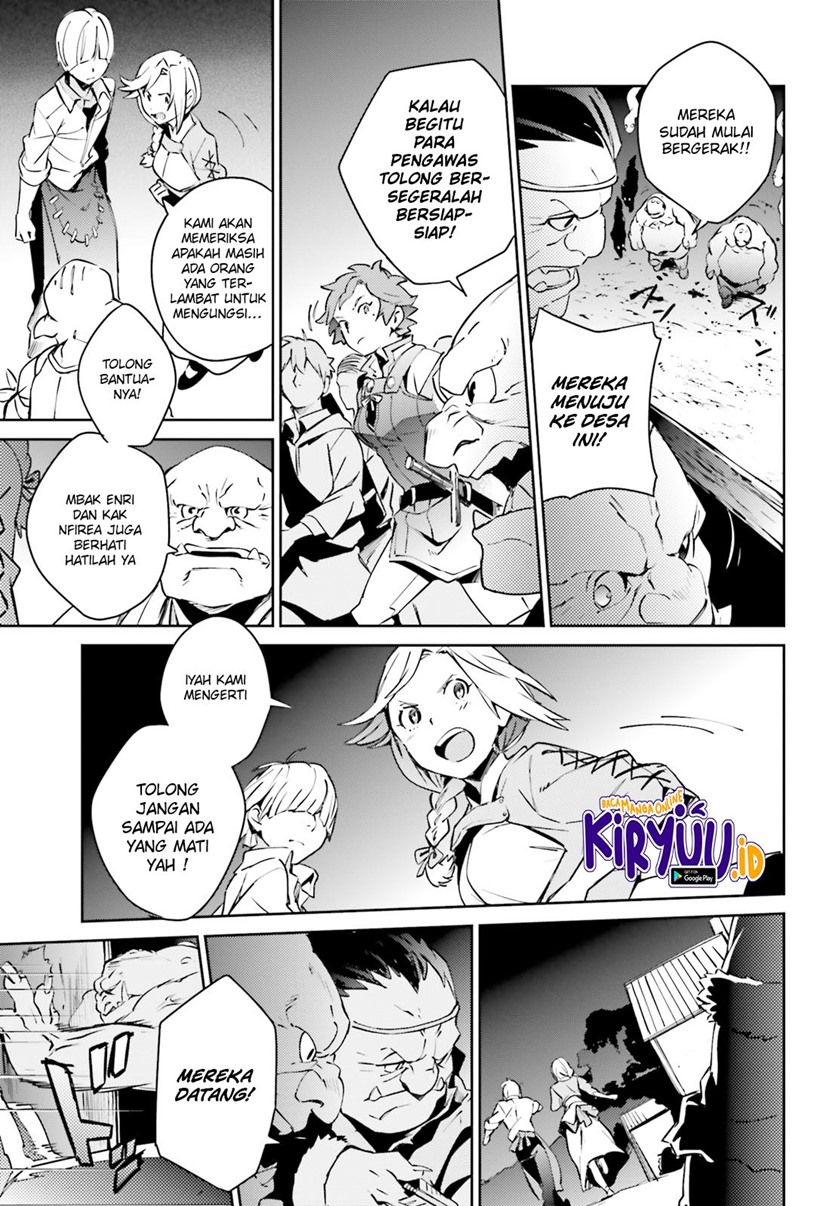 MEREKA
SUDAH MULAI
BERGERAK!!
MEREKA
MENUJU
KE DESA
INI!
KALAU
BEGITU
PARA
PENGAWAS
TOLONG BER-
SEGERALAH
BERSIAP-
SIAP!
KAMI AKAN
MEMERIKSA
APAKAH MASIH
ADA ORANG
YANG TER-
LAMBAT UNTUK
MENGUNGSI...
TOLONG
BANTUA-
NYA!
MBAK ENRI
DAN KAK
NFIREA JUGA
BERHATI
HATILAH YA
IYAH KAMI
MENGERTI
TOLONG
JANGAN
SAMPAI ADA
YANG MATI
YAH !
BACA MANGA ONLINE
KIRYUU.ID
GET IT ON
Google Play
MEREKA
DATANG!